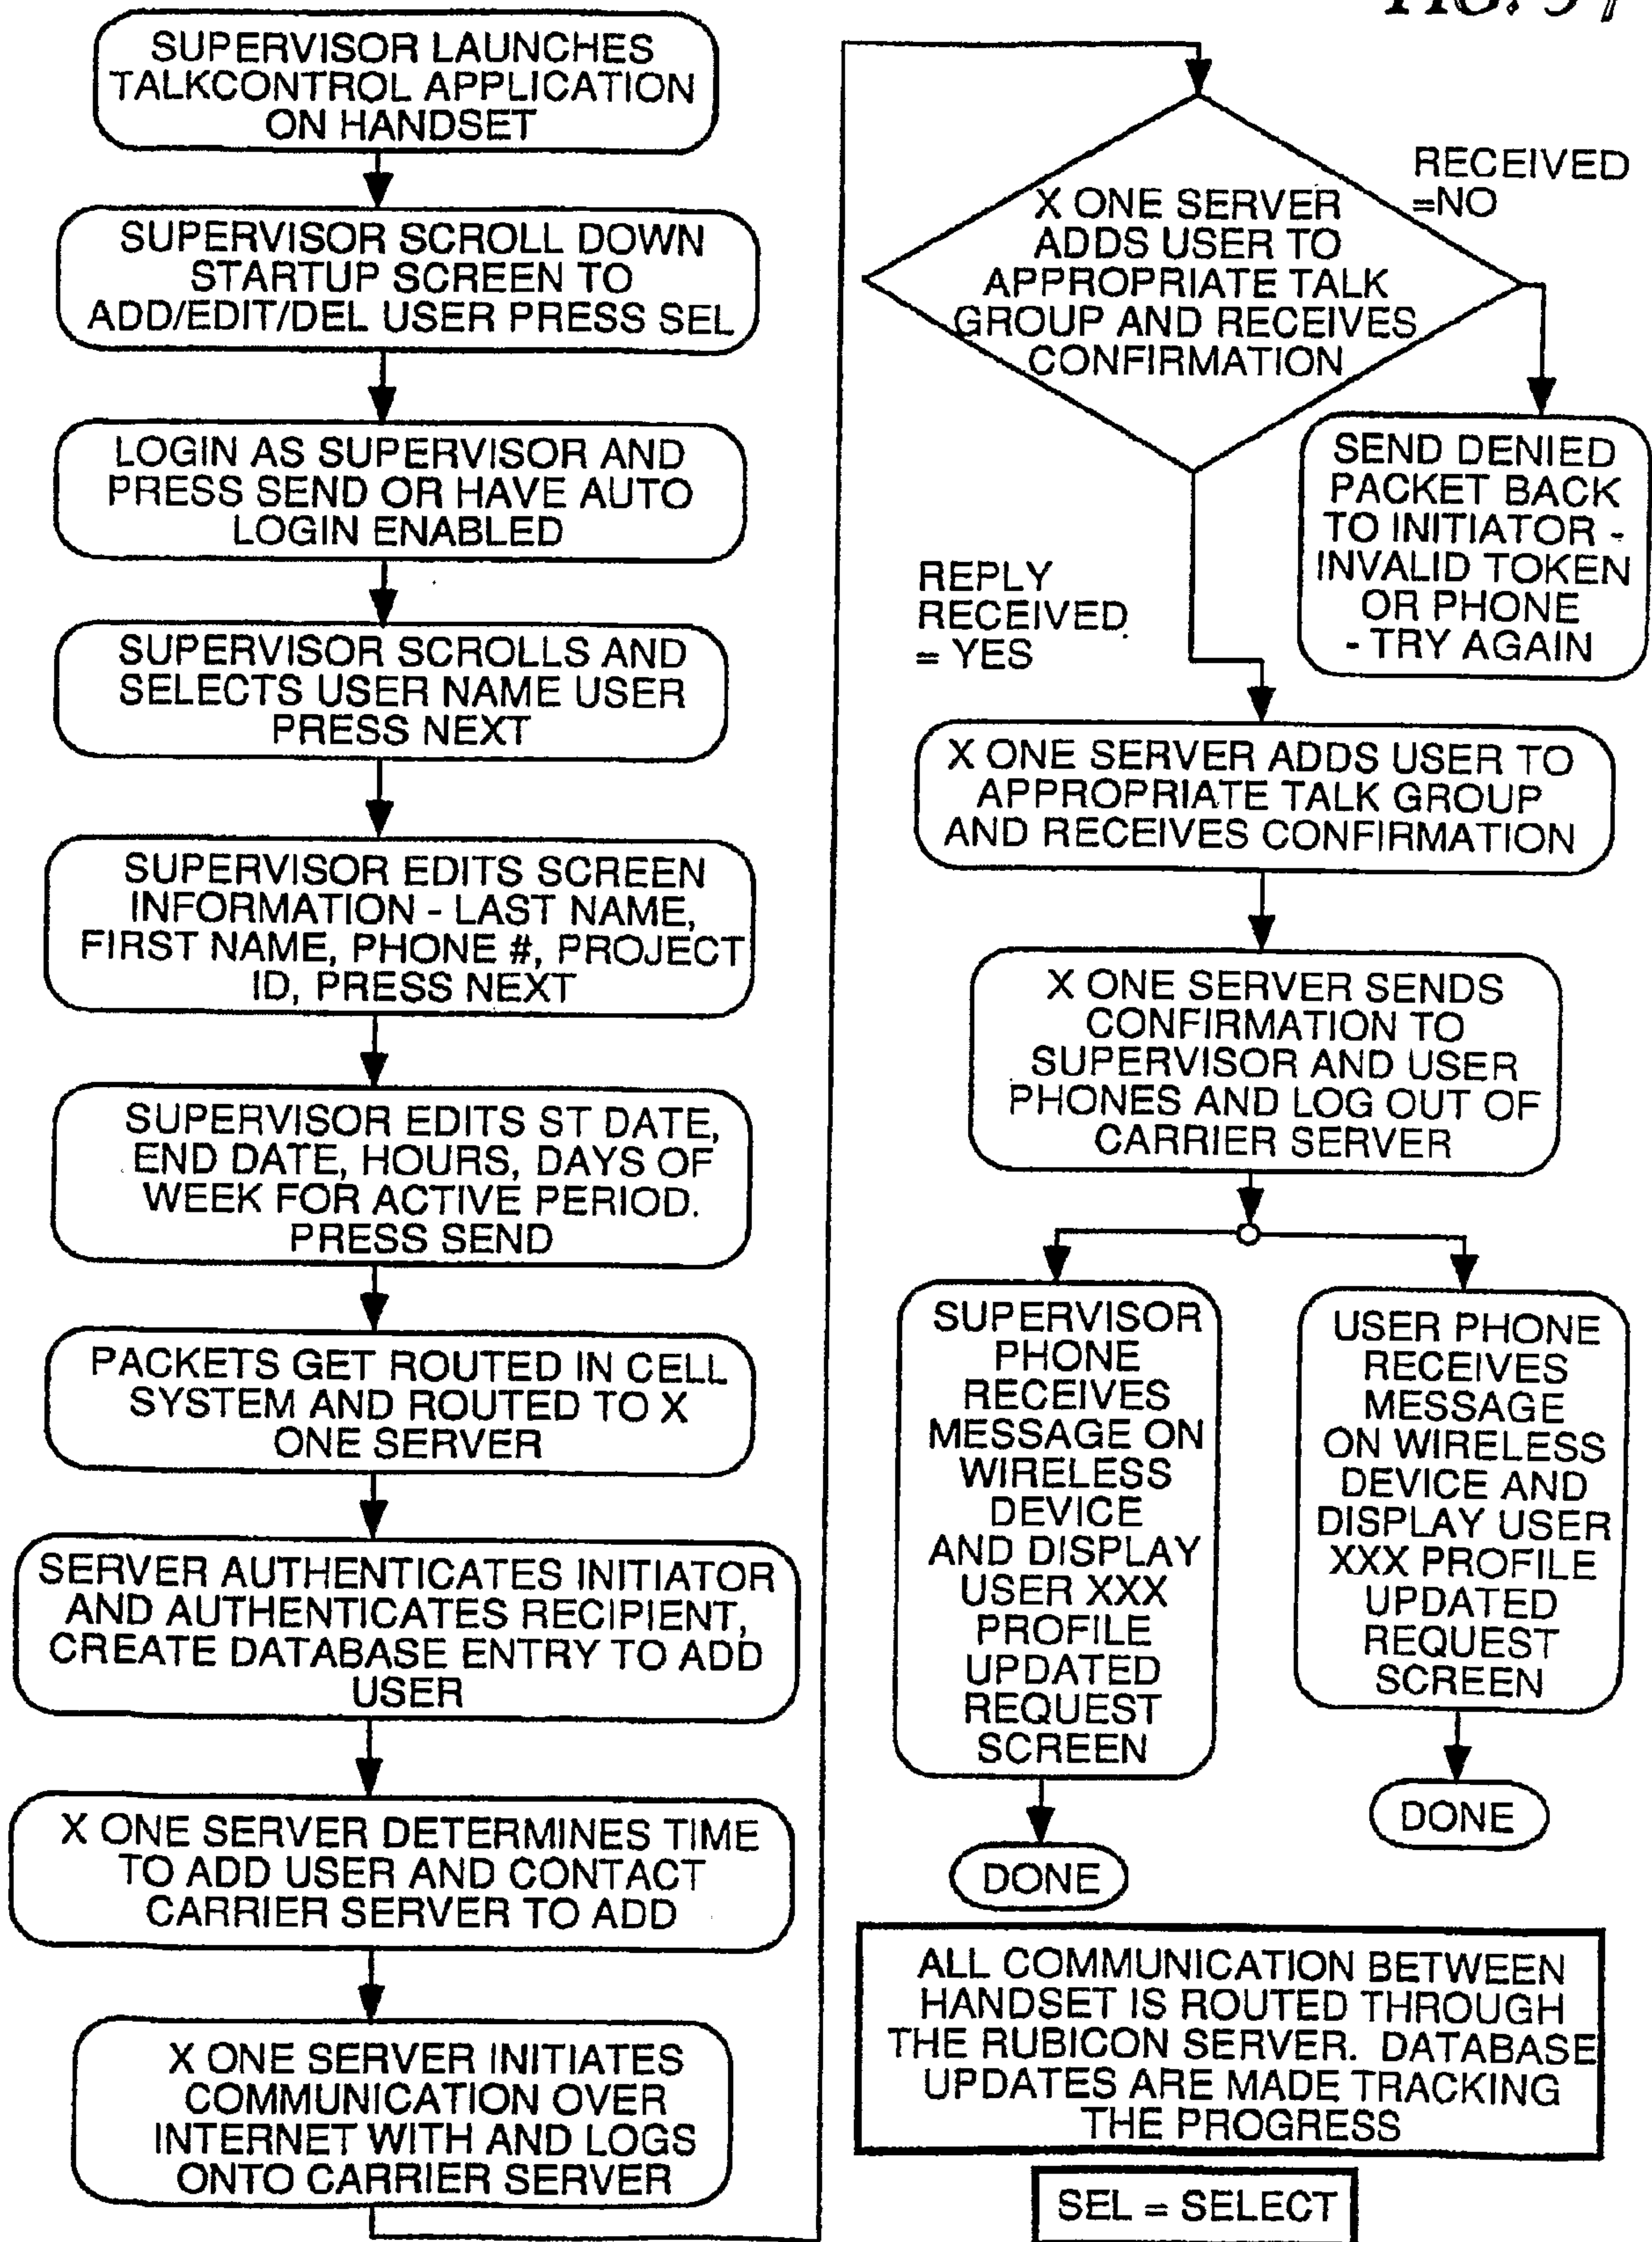 SUPERVISOR LAUNCHES
TALKCONTROL APPLICATION
ON HANDSET
SUPERVISOR SCROLL DOWN
STARTUP SCREEN TO
ADD/EDIT/DEL USER PRESS SEL
LOGIN AS SUPERVISOR AND
PRESS SEND OR HAVE AUTO
LOGIN ENABLED
SUPERVISOR SCROLLS AND
SELECTS USER NAME USER
PRESS NEXT
SUPERVISOR EDITS SCREEN
INFORMATION - LAST NAME,
FIRST NAME, PHONE #, PROJECT
ID, PRESS NEXT
SUPERVISOR EDITS ST DATE,
END DATE, HOURS, DAYS OF
WEEK FOR ACTIVE PERIOD.
PRESS SEND
PACKETS GET ROUTED IN CELL
SYSTEM AND ROUTED TO X
ONE SERVER
SERVER AUTHENTICATES INITIATOR
AND AUTHENTICATES RECIPIENT,
CREATE DATABASE ENTRY TO ADD
USER
X ONE SERVER DETERMINES TIME
TO ADD USER AND CONTACT
CARRIER SERVER TO ADD
X ONE SERVER INITIATES
COMMUNICATION OVER
INTERNET WITH AND LOGS
ONTO CARRIER SERVER
FIG.
X ONE SERVER
ADDS USER TO
APPROPRIATE TALK
GROUP AND RECEIVES
CONFIRMATION
RECEIVED
=NO
SEND DENIED
PACKET BACK
TO INITIATOR -
INVALID TOKEN
OR PHONE
- TRY AGAIN
REPLY
RECEIVED
= YES
X ONE SERVER ADDS USER TO
APPROPRIATE TALK GROUP
AND RECEIVES CONFIRMATION
X ONE SERVER SENDS
CONFIRMATION TO
SUPERVISOR AND USER
PHONES AND LOG OUT OF
CARRIER SERVER
SUPERVISOR
PHONE
RECEIVES
MESSAGE ON
WIRELESS
DEVICE
AND DISPLAY
USER XXX
PROFILE
UPDATED
REQUEST
SCREEN
DONE
USER PHONE
RECEIVES
MESSAGE
ON WIRELESS
DEVICE AND
DISPLAY USER
XXX PROFILE
UPDATED
REQUEST
SCREEN
DONE
ALL COMMUNICATION BETWEEN
HANDSET IS ROUTED THROUGH
THE RUBICON SERVER. DATABASE
UPDATES ARE MADE TRACKING
THE PROGRESS
SEL = SELECT